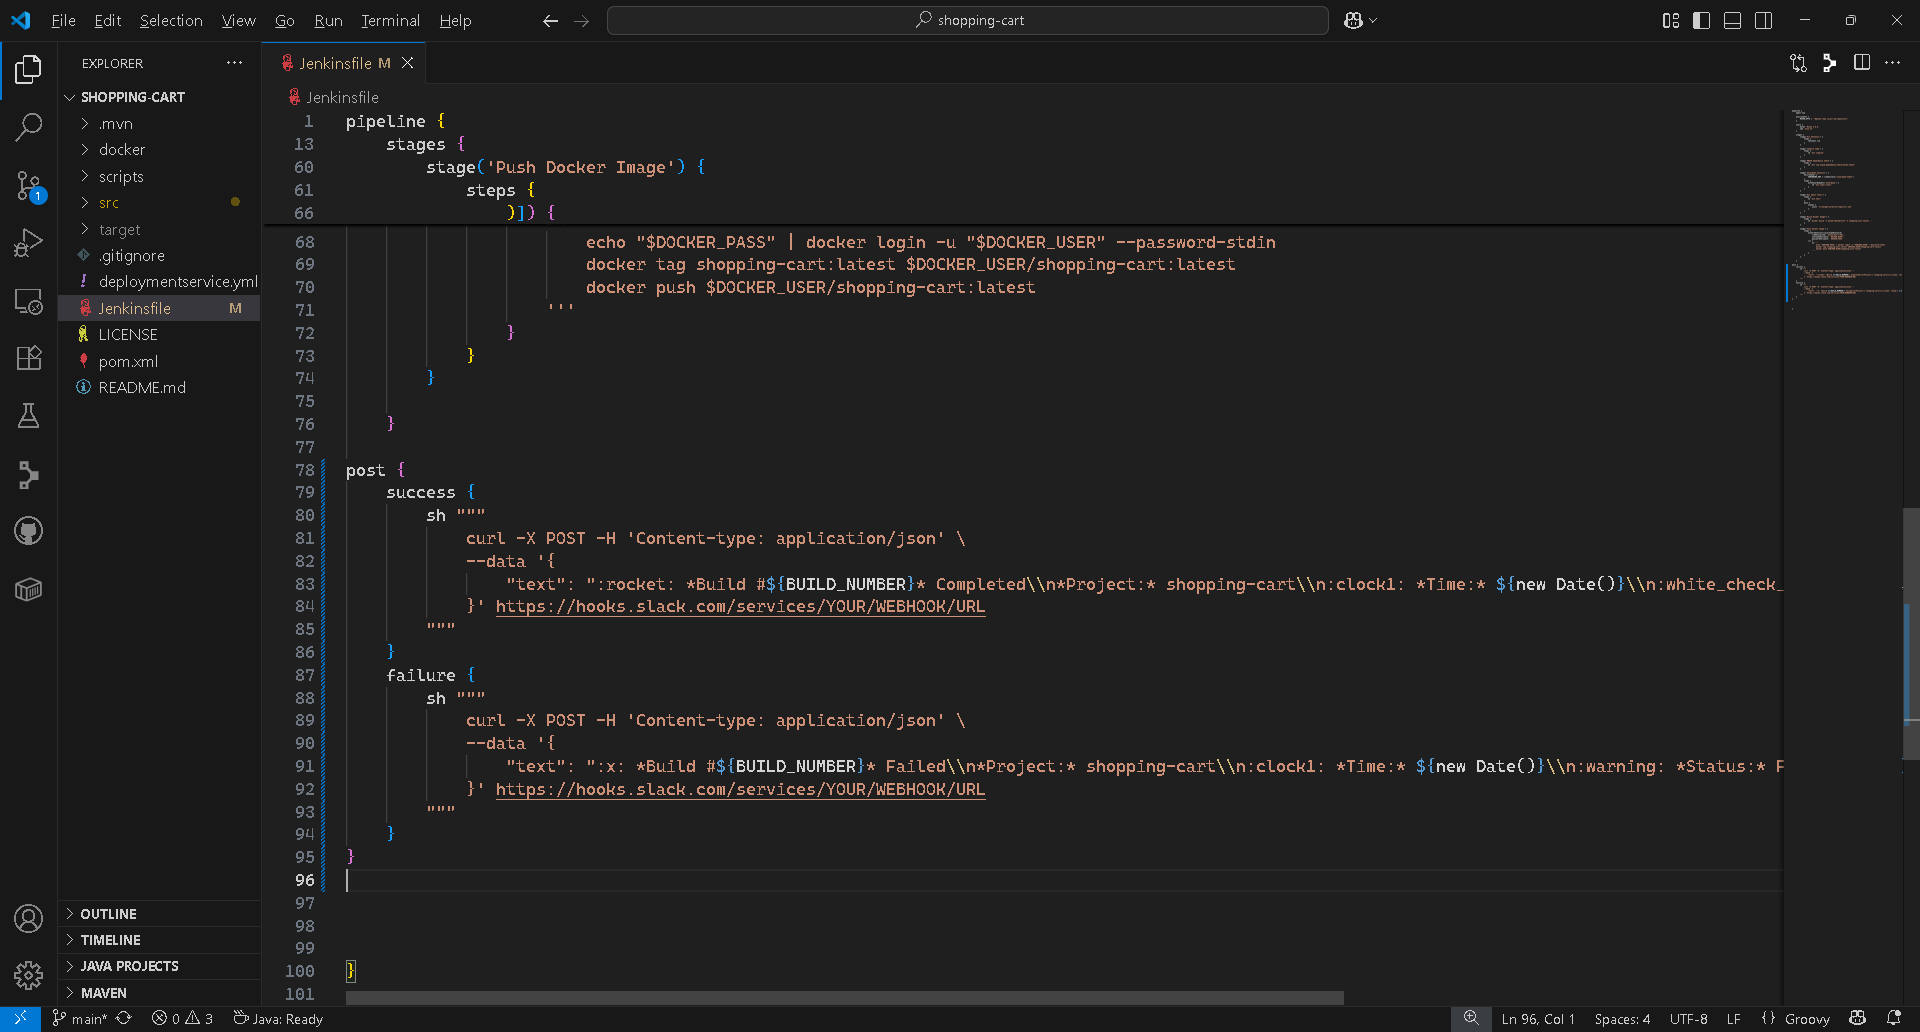 File Edit Selection View Go Run Terminal Help
shopping-cart
EXPLORER
SHOPPING-CART
.mvn
docker
scripts
src
target
.gitignore
! deploymentservice.yml
Jenkinsfile M
LICENSE
pom.xml
README.md
OUTLINE
TIMELINE
JAVA PROJECTS
MAVEN
1
Jenkinsfile M
Jenkinsfile
1 pipeline {
13 stages {
60 stage('Push Docker Image') {
61 steps {
66 )]) {
68 echo "$DOCKER_PASS" | docker login -u "$DOCKER_USER" --password-stdin
69 docker tag shopping-cart:latest $DOCKER_USER/shopping-cart:latest
70 docker push $DOCKER_USER/shopping-cart:latest
71 '''
72 }
73 }
74 }
75
76 }
77
78 post {
79 success {
80 sh """
81 curl -X POST -H 'Content-type: application/json' \
82 --data '{
83 "text": ":rocket: *Build #${BUILD_NUMBER}* Completed\\n*Project:* shopping-cart\\n:clock1: *Time:* ${new Date()}\\n:white_check_
84 }' https://hooks.slack.com/services/YOUR/WEBHOOK/URL
85 """
86 }
87 failure {
88 sh """
89 curl -X POST -H 'Content-type: application/json' \
90 --data '{
91 "text": ":x: *Build #${BUILD_NUMBER}* Failed\\n*Project:* shopping-cart\\n:clock1: *Time:* ${new Date()}\\n:warning: *Status:* F
92 }' https://hooks.slack.com/services/YOUR/WEBHOOK/URL
93 """
94 }
95 }
96
97
98
99
100 }
101
main* 0 3 Java: Ready
Ln 96, Col 1 Spaces: 4 UTF-8 LF {} Groovy